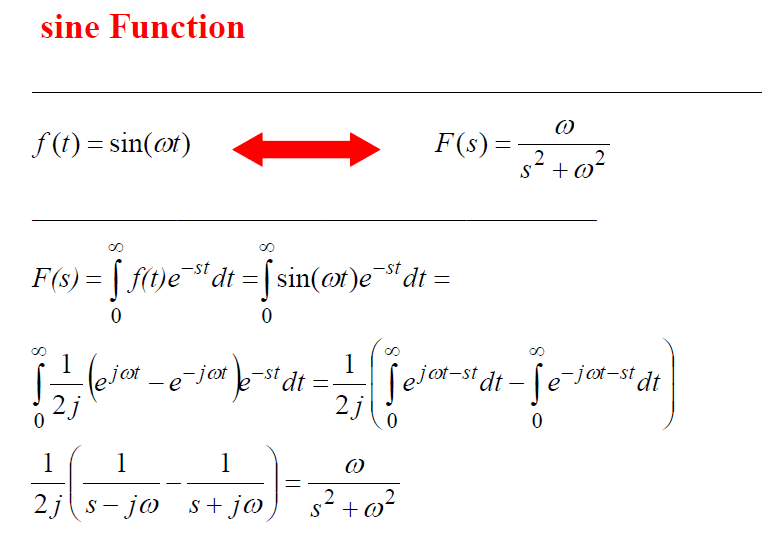 sine Function
f(t) = sin(ωt) F(s) = ω / (s² + ω²)
F(s) = ∫₀^∞ f(t)e^(−st) dt = ∫₀^∞ sin(ωt)e^(−st) dt =
∫₀^∞ 1/(2j) (e^(jωt) − e^(−jωt)) e^(−st) dt = 1/(2j) (∫₀^∞ e^(jωt−st) dt − ∫₀^∞ e^(−jωt−st) dt)
1/(2j) (1/(s − jω) − 1/(s + jω)) = ω / (s² + ω²)